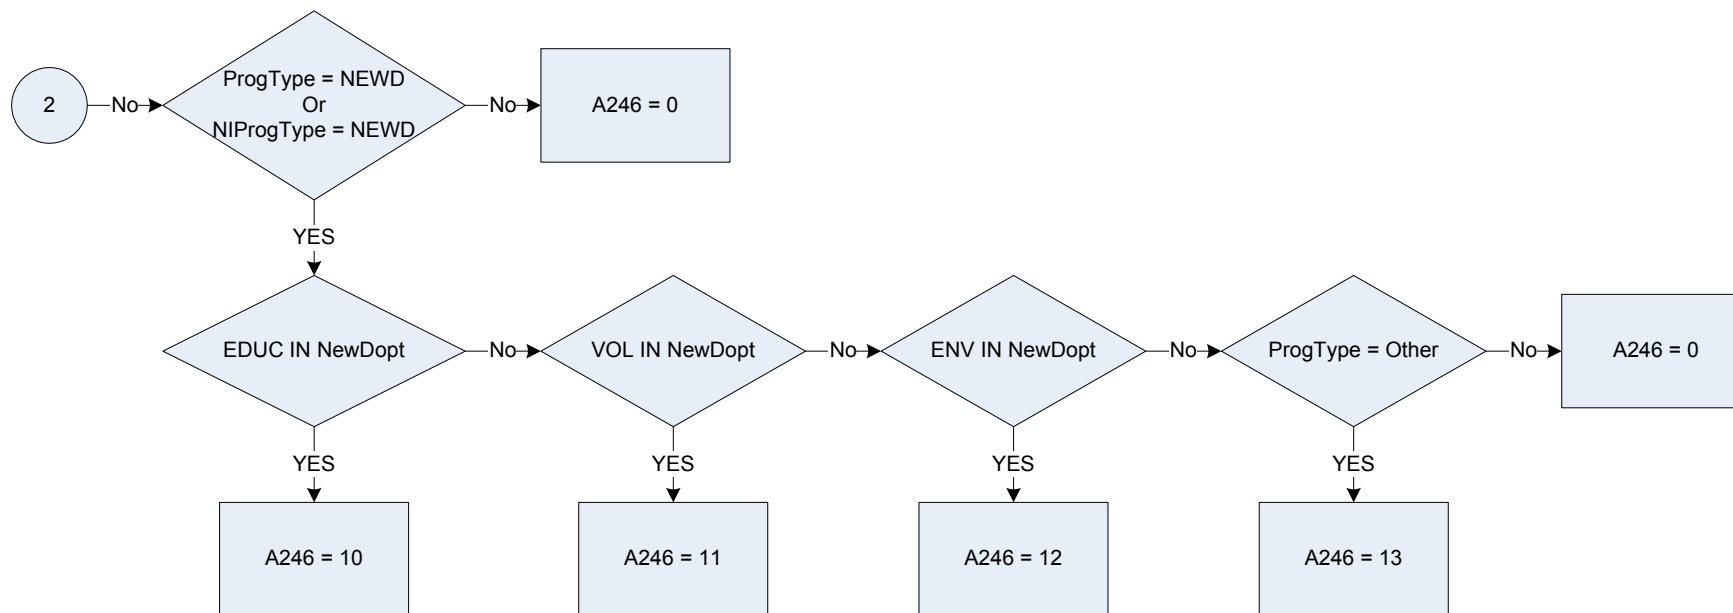 2
No
ProgType = NEWD
Or
NIProgType = NEWD
No
A246 = 0
YES
EDUC IN NewDopt
No
VOL IN NewDopt
No
ENV IN NewDopt
No
ProgType = Other
No
A246 = 0
YES
YES
YES
YES
A246 = 10
A246 = 11
A246 = 12
A246 = 13